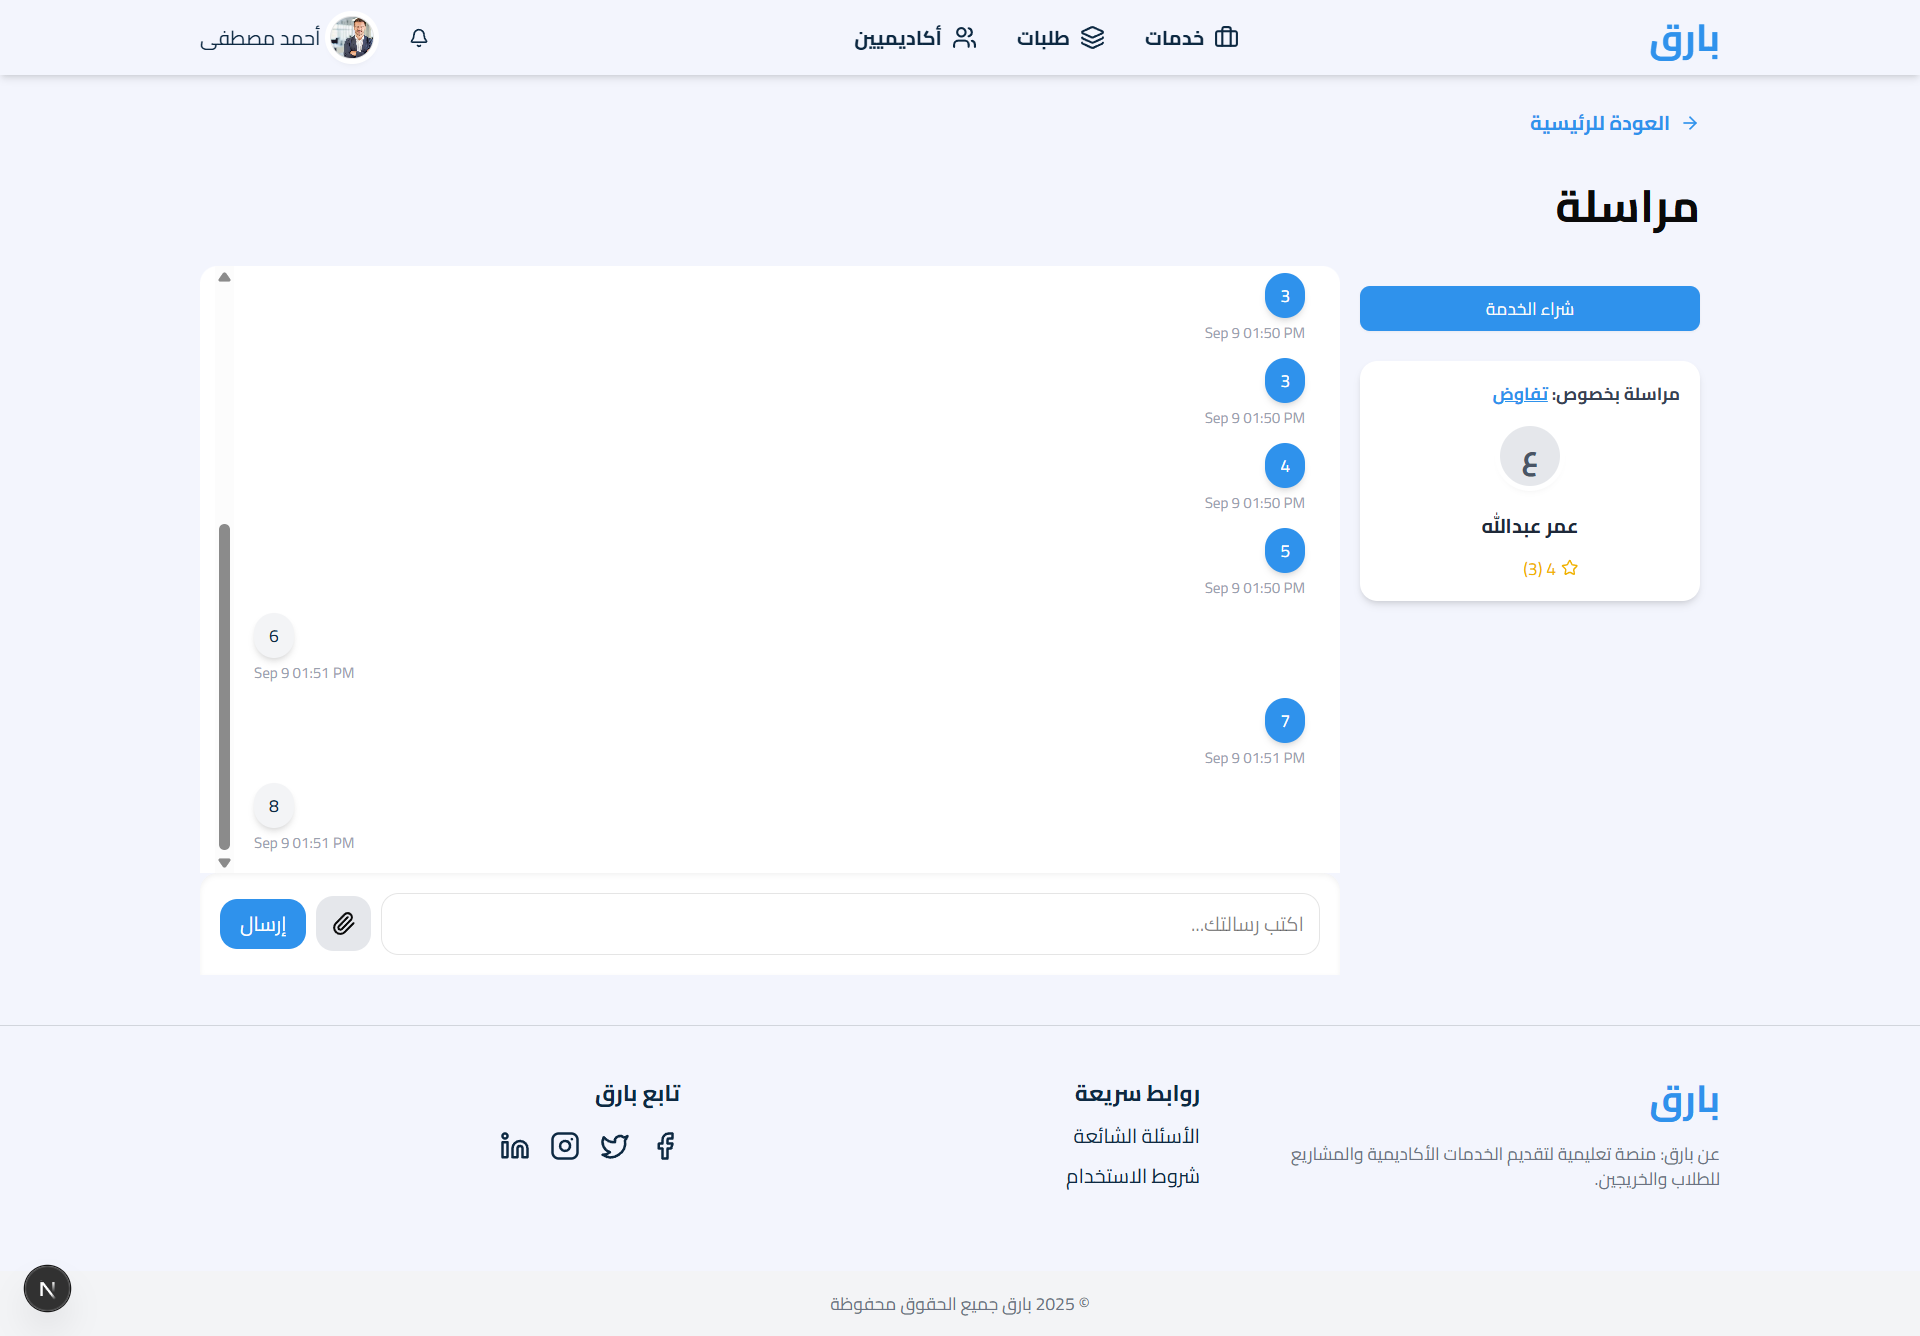 بارق
خدمات
طلبات
أكاديميين
أحمد مصطفى
العودة للرئيسية
مراسلة
شراء الخدمة
مراسلة بخصوص: تفاوض
ع
عمر عبدالله
4 (3)
3
Sep 9 01:50 PM
3
Sep 9 01:50 PM
4
Sep 9 01:50 PM
5
Sep 9 01:50 PM
6
Sep 9 01:51 PM
7
Sep 9 01:51 PM
8
Sep 9 01:51 PM
اكتب رسالتك...
إرسال
بارق
عن بارق: منصة تعليمية لتقديم الخدمات الأكاديمية والمشاريع
للطلاب والخريجين.
روابط سريعة
الأسئلة الشائعة
شروط الاستخدام
تابع بارق
N
© 2025 بارق جميع الحقوق محفوظة